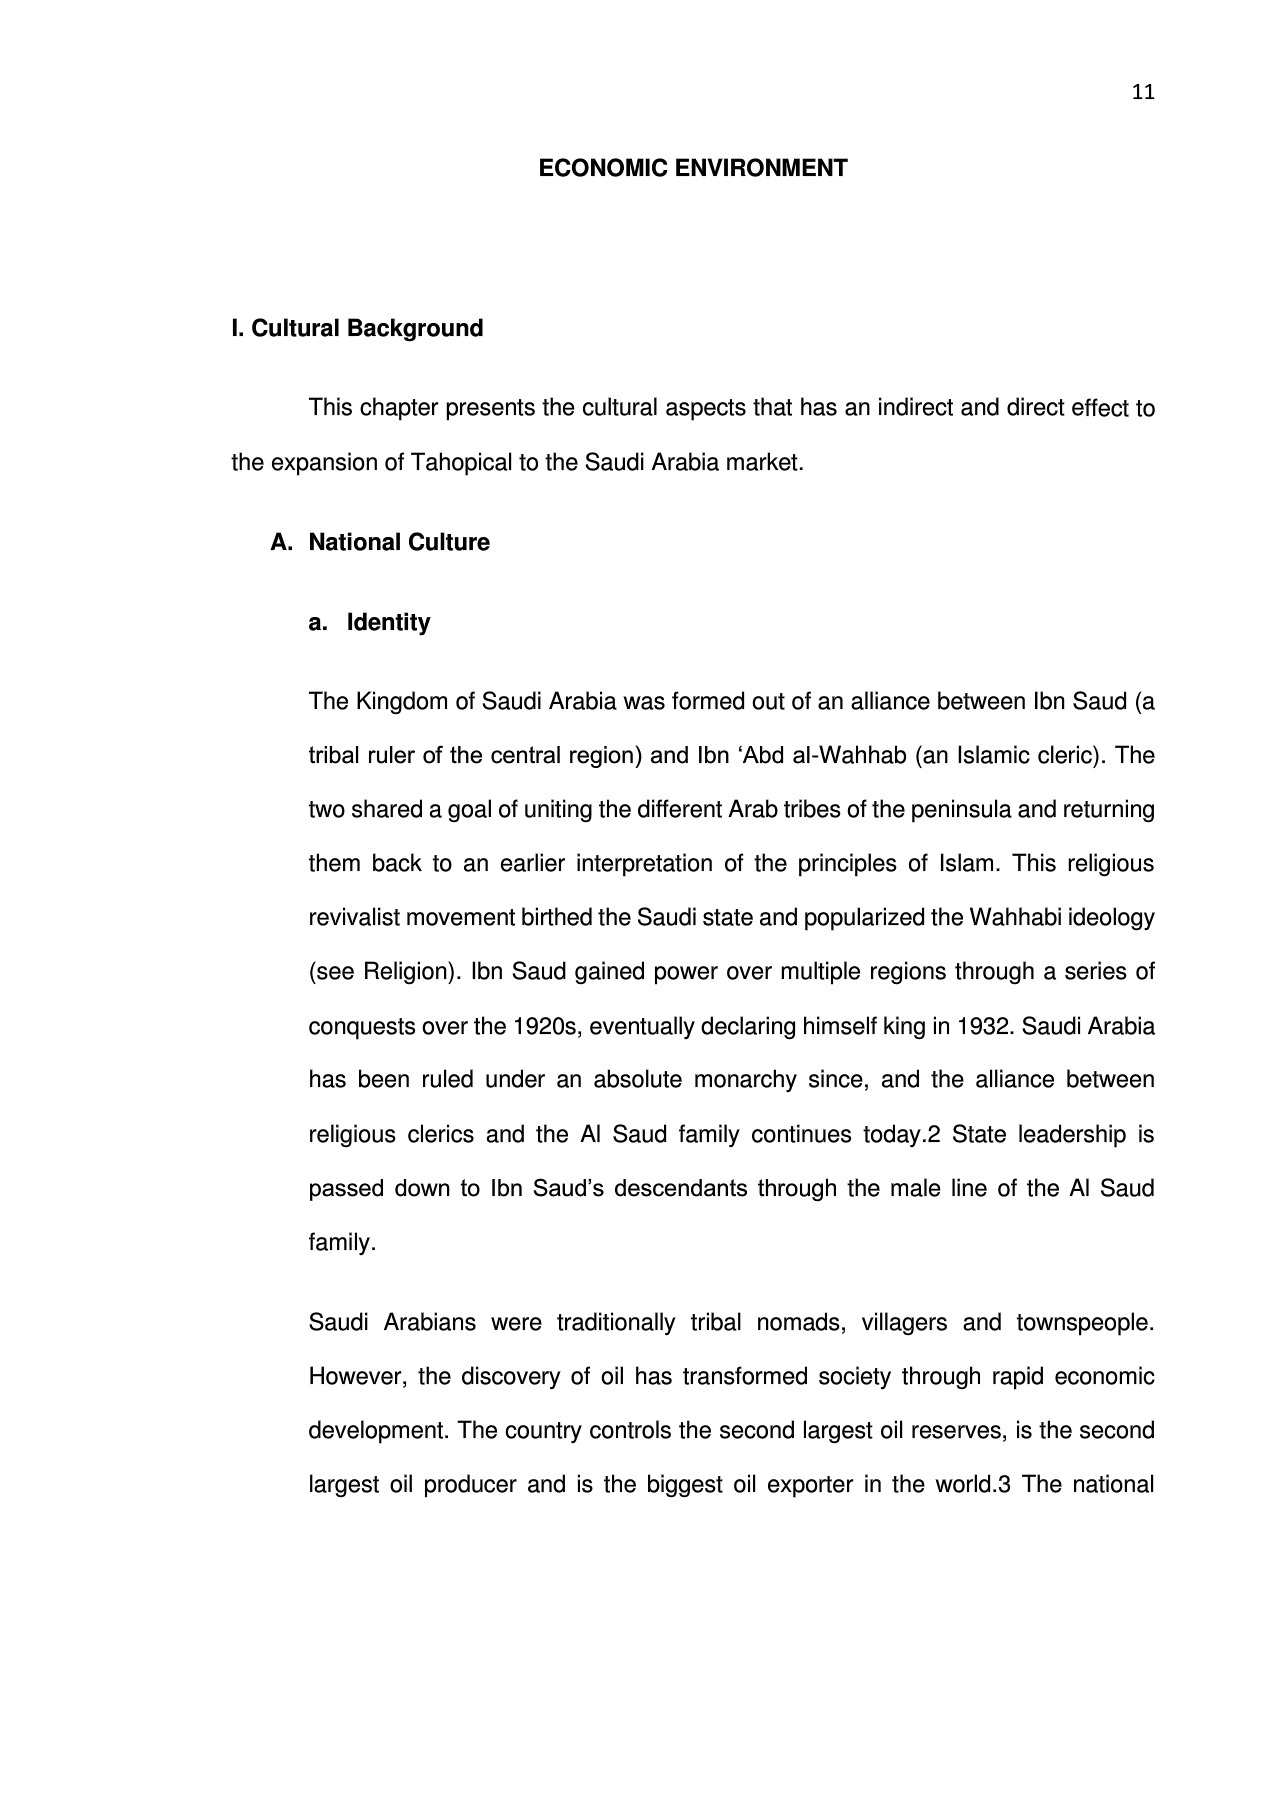 11
ECONOMIC ENVIRONMENT
I. Cultural Background
This chapter presents the cultural aspects that has an indirect and direct effect to
the expansion of Tahopical to the Saudi Arabia market.
A. National Culture
a. Identity
The Kingdom of Saudi Arabia was formed out of an alliance between Ibn Saud (a
tribal ruler of the central region) and Ibn ‘Abd al-Wahhab (an Islamic cleric). The
two shared a goal of uniting the different Arab tribes of the peninsula and returning
them back to an earlier interpretation of the principles of Islam. This religious
revivalist movement birthed the Saudi state and popularized the Wahhabi ideology
(see Religion). Ibn Saud gained power over multiple regions through a series of
conquests over the 1920s, eventually declaring himself king in 1932. Saudi Arabia
has been ruled under an absolute monarchy since, and the alliance between
religious clerics and the Al Saud family continues today.2 State leadership is
passed down to Ibn Saud’s descendants through the male line of the Al Saud
family.
Saudi Arabians were traditionally tribal nomads, villagers and townspeople.
However, the discovery of oil has transformed society through rapid economic
development. The country controls the second largest oil reserves, is the second
largest oil producer and is the biggest oil exporter in the world.3 The national